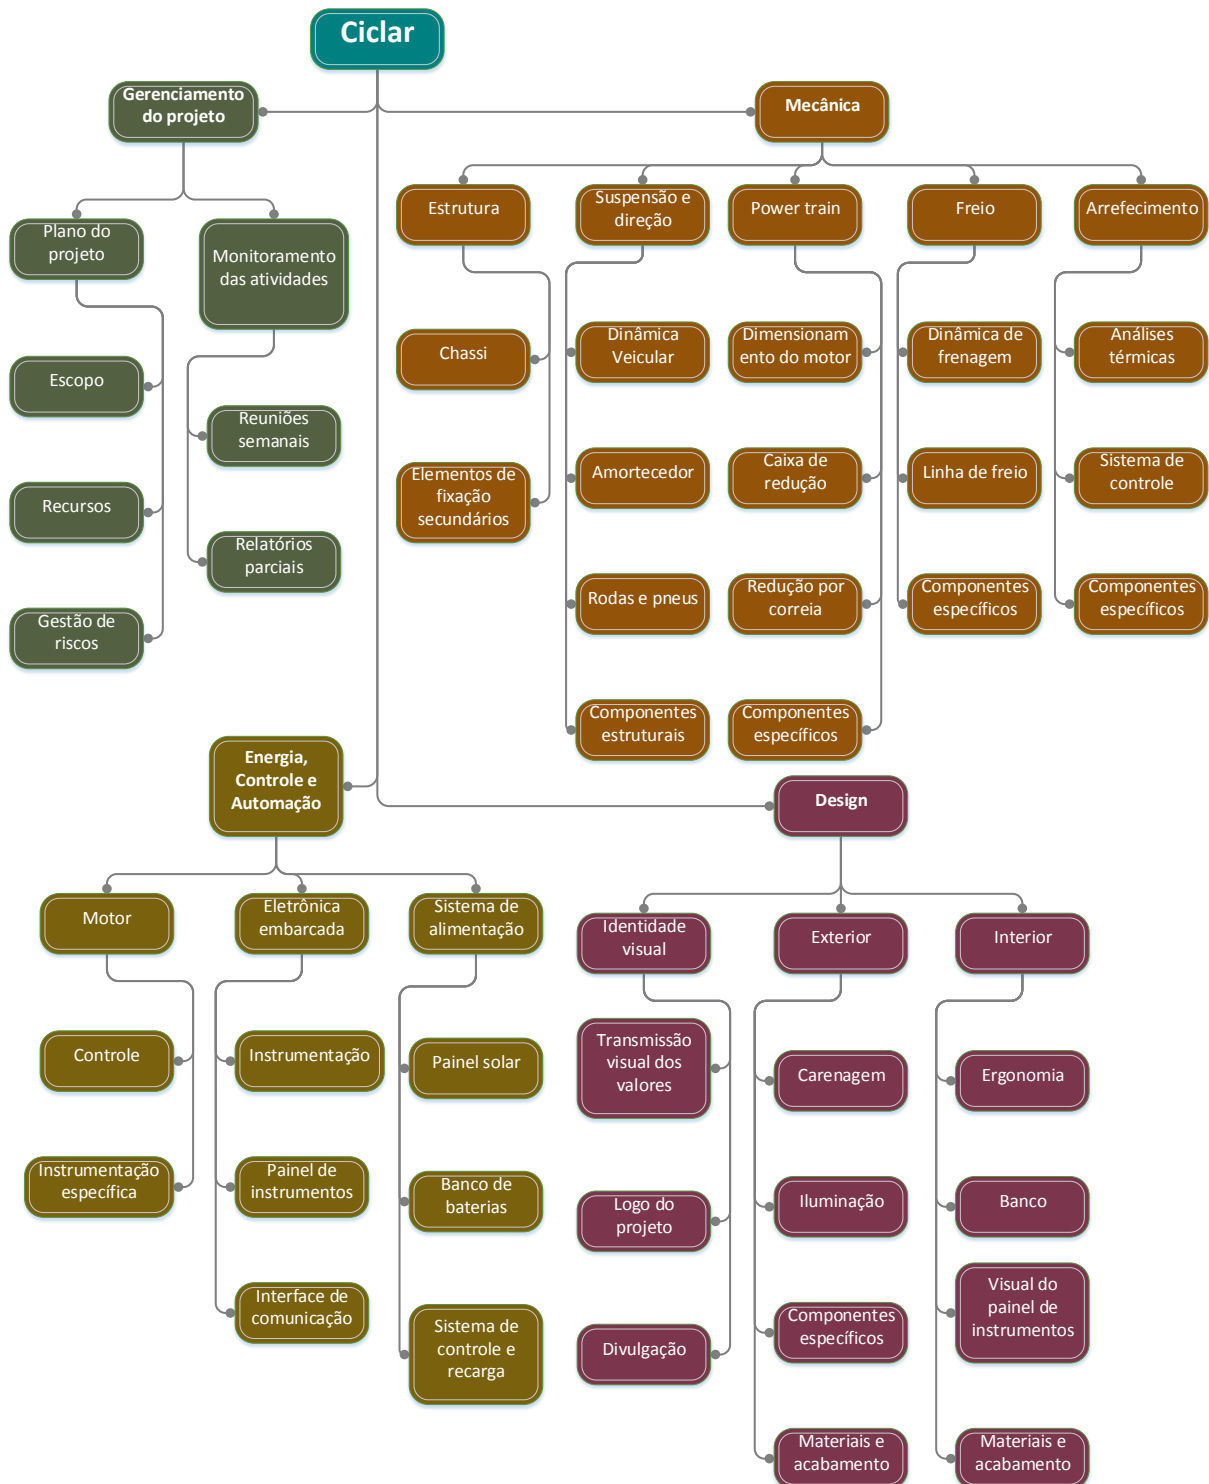 Ciclar
Gerenciamento
do projeto
Mecânica
Plano do
projeto
Monitoramento
das atividades
Escopo
Recursos
Gestão de
riscos
Reuniões
semanais
Relatórios
parciais
Estrutura
Suspensão e
direção
Power train
Freio
Arrefecimento
Chassi
Elementos de
fixação
secundários
Dinâmica
Veicular
Amortecedor
Rodas e pneus
Componentes
estruturais
Dimensionam
ento do motor
Caixa de
redução
Redução por
correia
Componentes
específicos
Dinâmica de
frenagem
Linha de freio
Componentes
específicos
Análises
térmicas
Sistema de
controle
Componentes
específicos
Energia,
Controle e
Automação
Design
Motor
Eletrônica
embarcada
Sistema de
alimentação
Controle
Instrumentação
específica
Instrumentação
Painel de
instrumentos
Interface de
comunicação
Painel solar
Banco de
baterias
Sistema de
controle e
recarga
Identidade
visual
Exterior
Interior
Transmissão
visual dos
valores
Logo do
projeto
Divulgação
Carenagem
Iluminação
Componentes
específicos
Materiais e
acabamento
Ergonomia
Banco
Visual do
painel de
instrumentos
Materiais e
acabamento